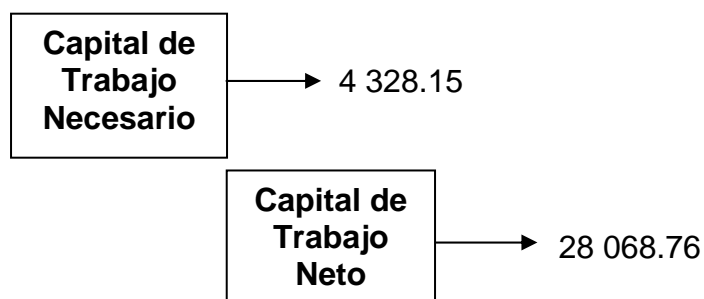 Capital de
Trabajo
Necesario
4 328.15
Capital de
Trabajo
Neto
28 068.76